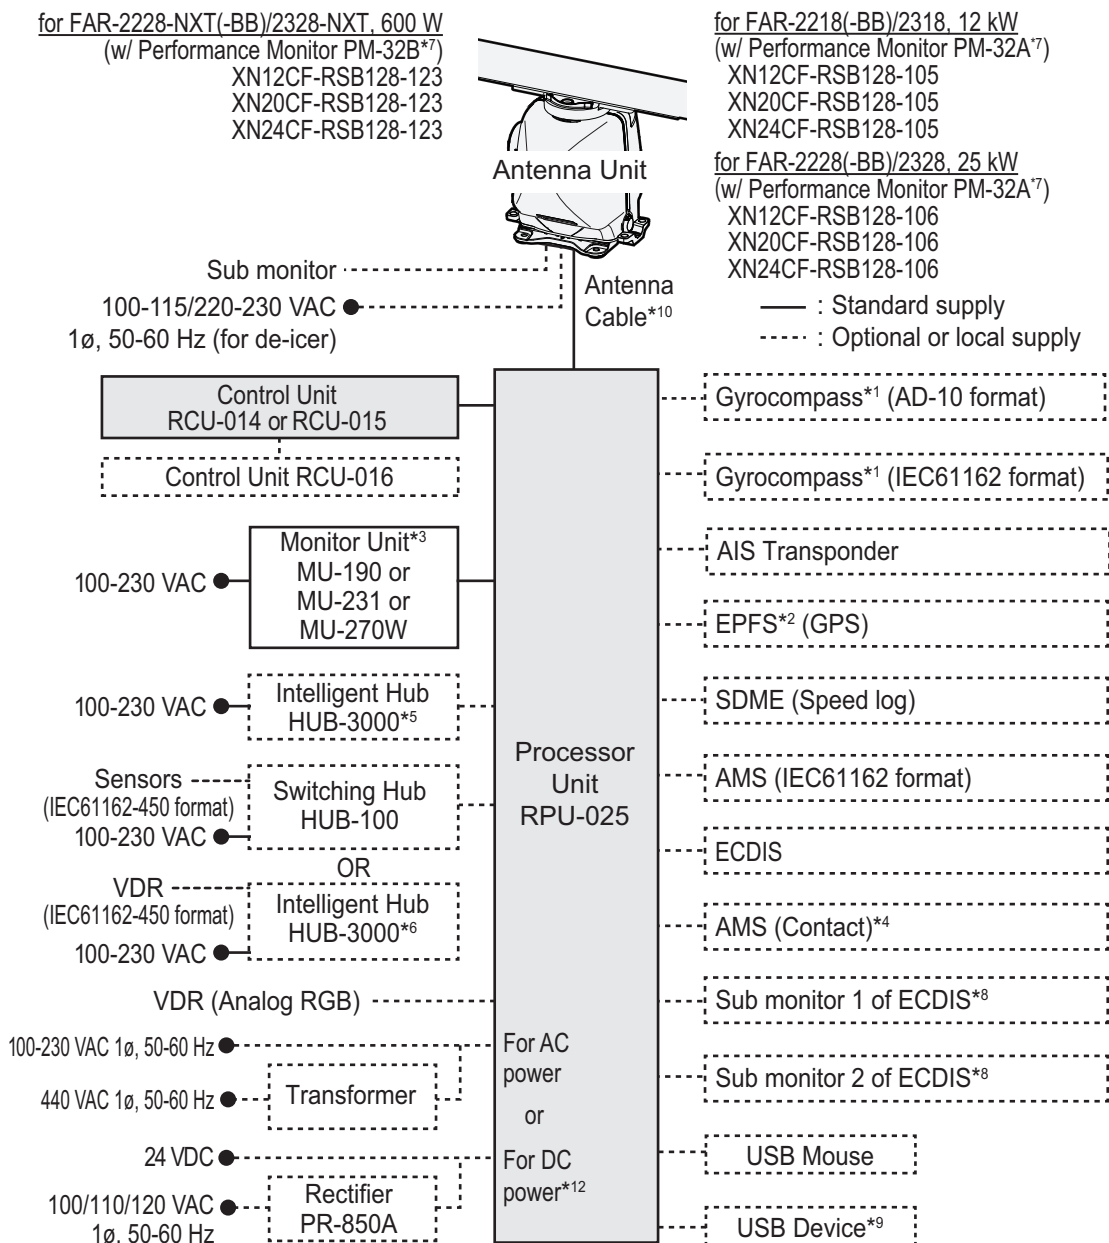 for FAR-2228-NXT(-BB)/2328-NXT, 600 W
(w/ Performance Monitor PM-32B*7)
XN12CF-RSB128-123
XN20CF-RSB128-123
XN24CF-RSB128-123
for FAR-2218(-BB)/2318, 12 kW
(w/ Performance Monitor PM-32A*7)
XN12CF-RSB128-105
XN20CF-RSB128-105
XN24CF-RSB128-105
for FAR-2228(-BB)/2328, 25 kW
(w/ Performance Monitor PM-32A*7)
XN12CF-RSB128-106
XN20CF-RSB128-106
XN24CF-RSB128-106
Antenna Unit
Sub monitor
100-115/220-230 VAC
1ø, 50-60 Hz (for de-icer)
Antenna
Cable*10
: Standard supply
: Optional or local supply
Control Unit
RCU-014 or RCU-015
Control Unit RCU-016
Monitor Unit*3
MU-190 or
MU-231 or
MU-270W
100-230 VAC
Intelligent Hub
HUB-3000*5
100-230 VAC
Sensors
(IEC61162-450 format)
100-230 VAC
Switching Hub
HUB-100
OR
VDR
(IEC61162-450 format)
100-230 VAC
Intelligent Hub
HUB-3000*6
VDR (Analog RGB)
100-230 VAC 1ø, 50-60 Hz
440 VAC 1ø, 50-60 Hz
Transformer
24 VDC
100/110/120 VAC
1ø, 50-60 Hz
Rectifier
PR-850A
Processor
Unit
RPU-025
For AC
power
or
For DC
power*12
Gyrocompass*1 (AD-10 format)
Gyrocompass*1 (IEC61162 format)
AIS Transponder
EPFS*2 (GPS)
SDME (Speed log)
AMS (IEC61162 format)
ECDIS
AMS (Contact)*4
Sub monitor 1 of ECDIS*8
Sub monitor 2 of ECDIS*8
USB Mouse
USB Device*9